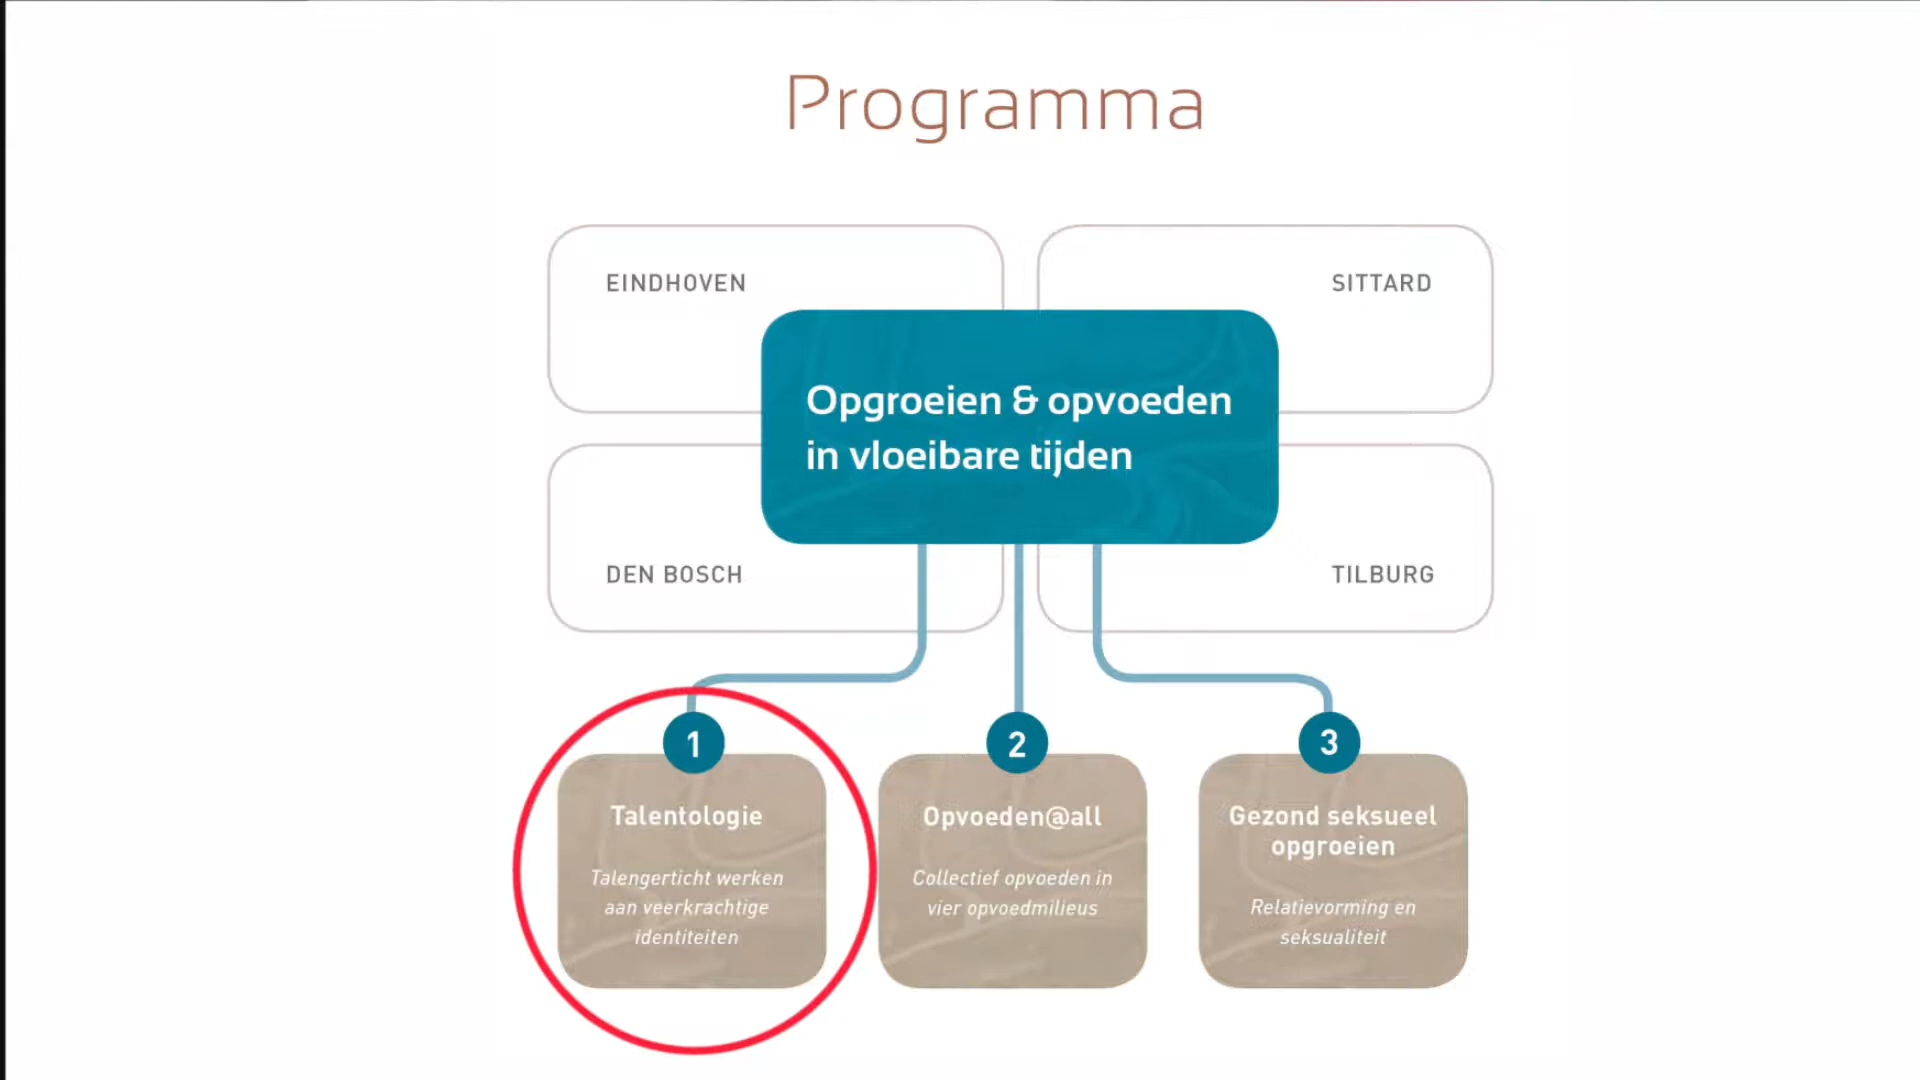 Programma
EINDHOVEN
SITTARD
Opgroeien & opvoeden
in vloeibare tijden
DEN BOSCH
TILBURG
1
Talentologie
Talengerticht werken
aan veerkrachtige
identiteiten
2
Opvoeden@all
Collectief opvoeden in
vier opvoedmilieus
3
Gezond seksueel
opgroeien
Relatievorming en
seksualiteit